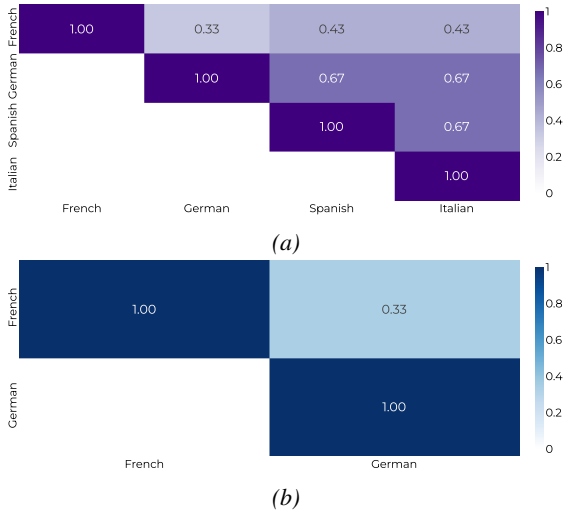 French 1.00 0.33 0.43 0.43 1
German 1.00 0.67 0.67 0.8
Spanish 1.00 0.67 0.6
Italian 1.00 0.4
0.2
0
French German Spanish Italian
(a)
French 1.00 0.33 1
German 1.00 0.8
0.6
0.4
0.2
0
French German
(b)